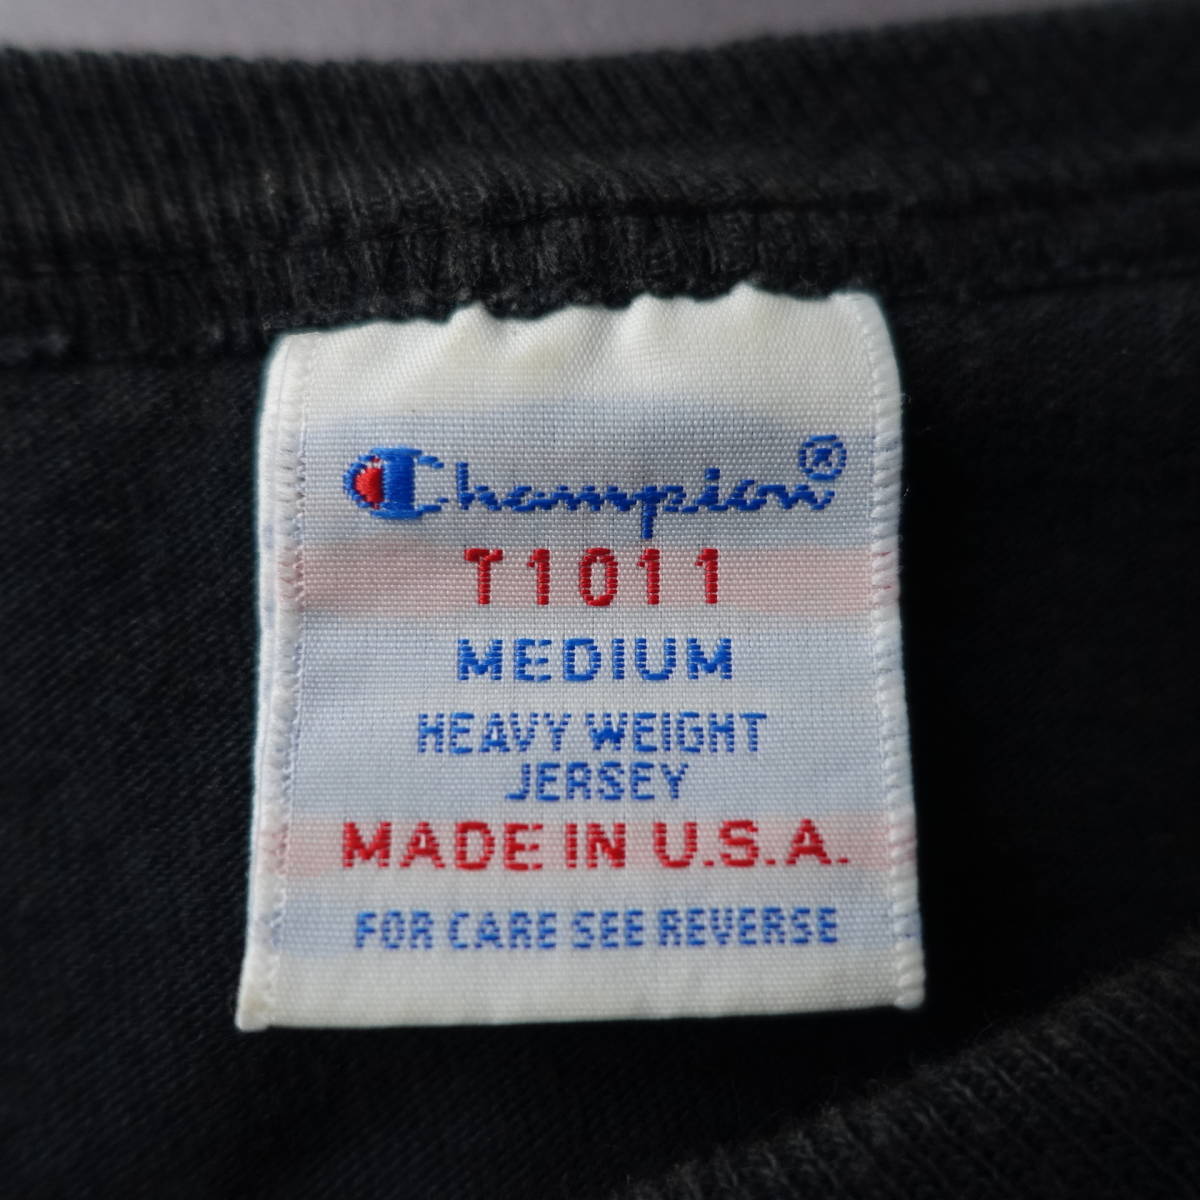 Champion®
T1011
MEDIUM
HEAVY WEIGHT
JERSEY
MADE IN U.S.A.
FOR CARE SEE REVERSE